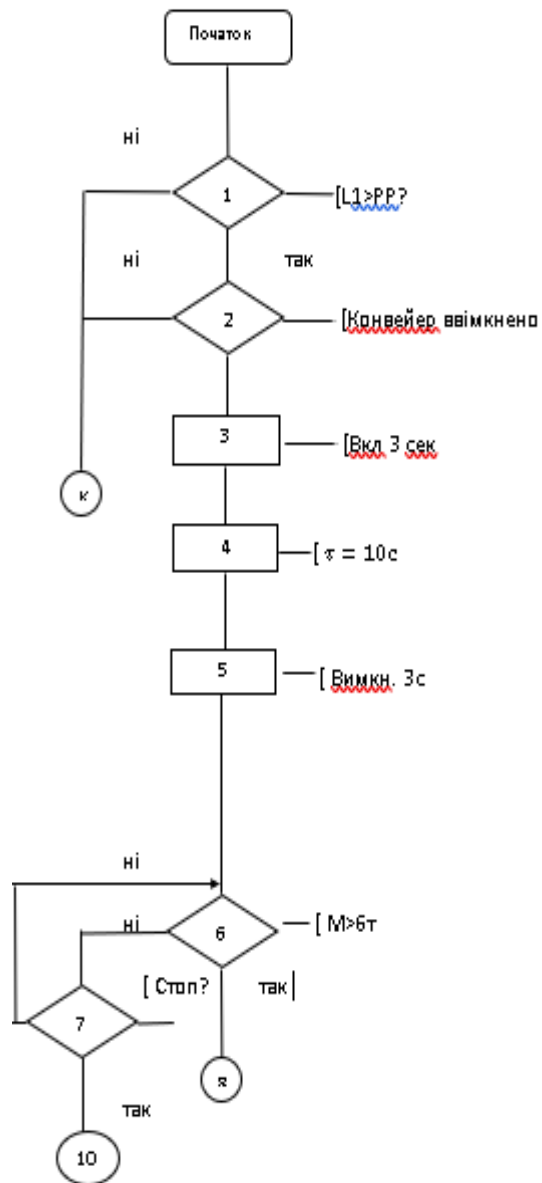 Початок
ні
1
[L1>PP?
ні
так
2
[Конвейер ввімкнено
3
[Вкл 3 сек
к
4
[ τ = 10с
5
[ Вимкн. 3с
ні
ні
6
[ М>6т
[ Стоп?
так
7
я
так
10